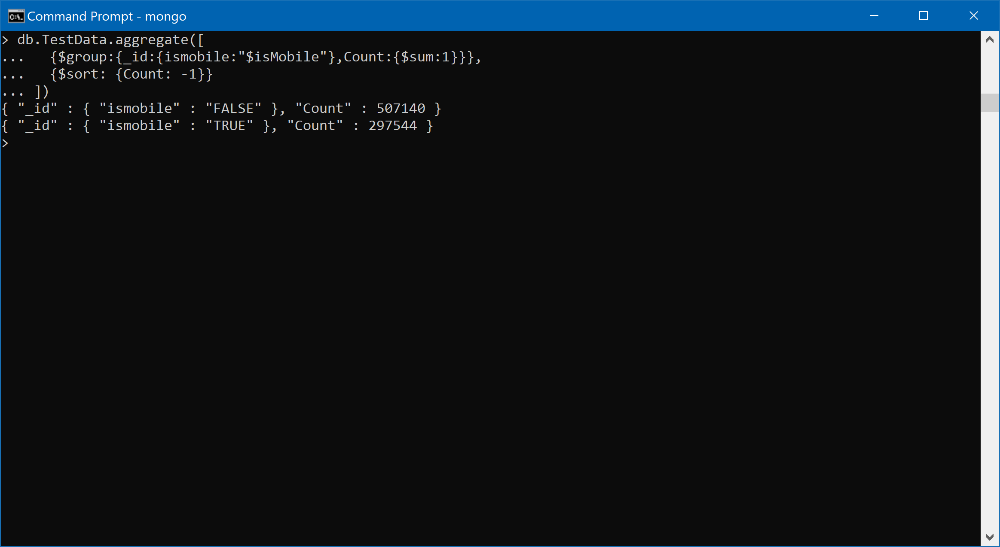 Command Prompt - mongo
> db.TestData.aggregate([
...   {$group:{_id:{ismobile:"$isMobile"},Count:{$sum:1}}},
...   {$sort: {Count: -1}}
... ])
{ "_id" : { "ismobile" : "FALSE" }, "Count" : 507140 }
{ "_id" : { "ismobile" : "TRUE" }, "Count" : 297544 }
>